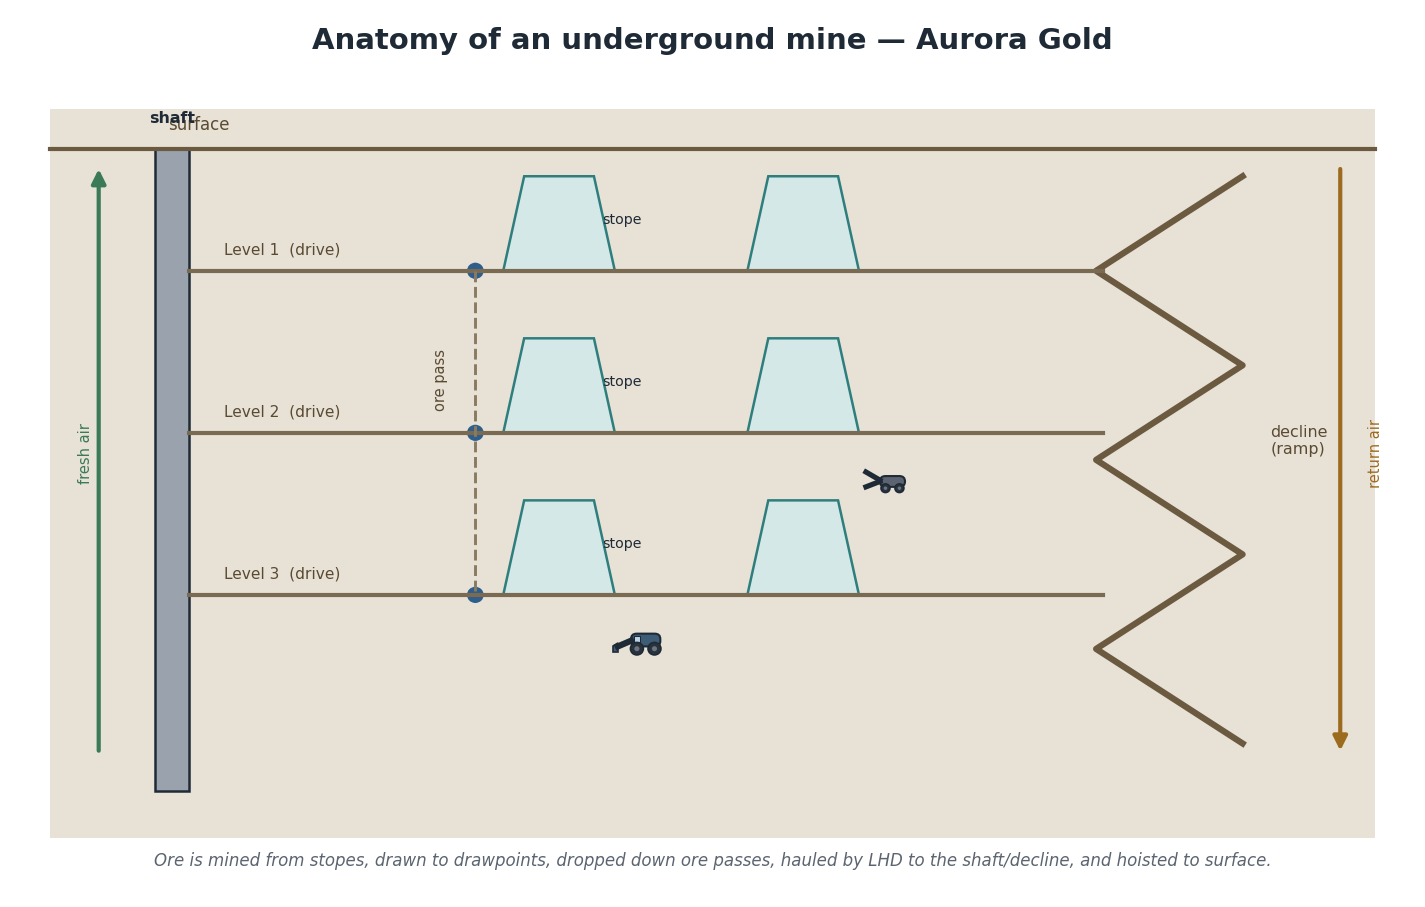 Anatomy of an underground mine — Aurora Gold
shaft
surface
stope
Level 1  (drive)
ore pass
stope
Level 2  (drive)
fresh air
decline
(ramp)
return air
stope
Level 3  (drive)
Ore is mined from stopes, drawn to drawpoints, dropped down ore passes, hauled by LHD to the shaft/decline, and hoisted to surface.